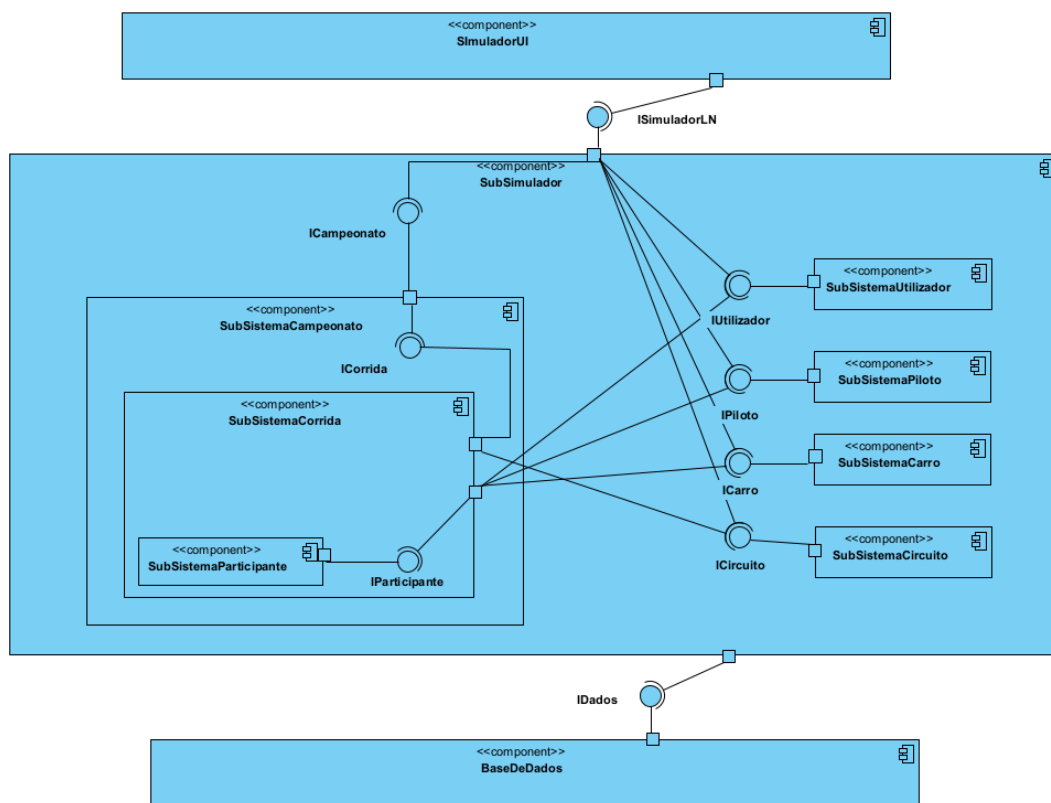 <<component>>
SImuladorUI
ISimuladorLN
<<component>>
SubSimulador
ICampeonato
<<component>>
SubSistemaUtilizador
IUtilizador
<<component>>
SubSistemaCampeonato
ICorrida
<<component>>
SubSistemaPiloto
IPiloto
<<component>>
SubSistemaCorrida
<<component>>
SubSistemaCarro
ICarro
<<component>>
SubSistemaCircuito
ICircuito
<<component>>
SubSistemaParticipante
IParticipante
IDados
<<component>>
BaseDeDados